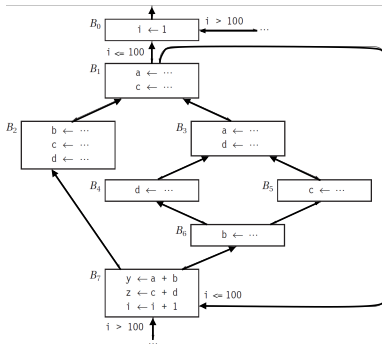 B0
i ← 1
i > 100
...
i <= 100
B1
a ← ...
c ← ...
B2
b ← ...
c ← ...
d ← ...
B3
a ← ...
d ← ...
B4
d ← ...
B5
c ← ...
B6
b ← ...
B7
y ← a + b
z ← c + d
i ← i + 1
i <= 100
i > 100
...